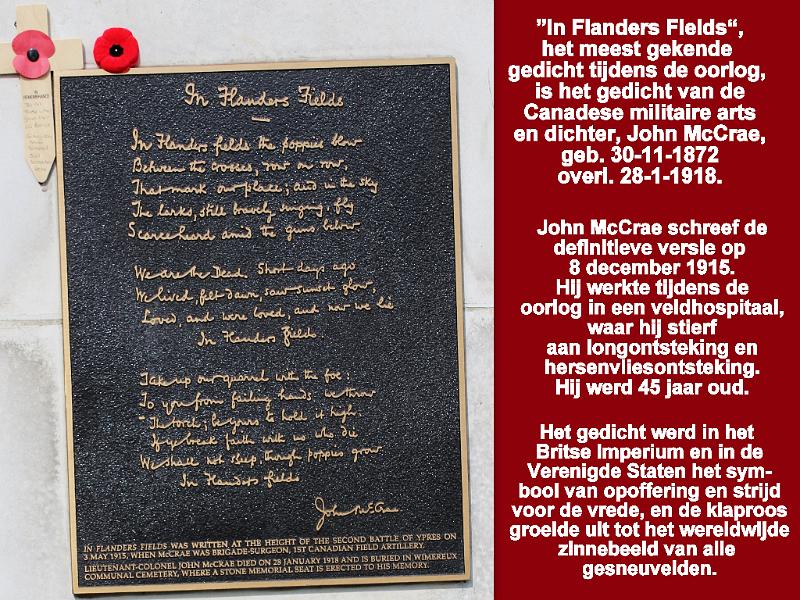 In Flanders Fields
In Flanders fields the poppies blow
Between the crosses, row on row,
That mark our place; and in the sky
The larks, still bravely singing, fly
Scarce heard amid the guns below
We are the Dead. Short days ago
We lived, felt dawn, saw sunset glow,
Loved, and were loved, and now we lie
In Flanders fields.
Take up our quarrel with the foe:
To you from failing hands we throw
The torch; be yours to hold it high.
If ye break faith with us who die
We shall not sleep, though poppies grow
In Flanders fields
John McCrae
IN FLANDERS FIELDS WAS WRITTEN AT THE HEIGHT OF THE SECOND BATTLE OF YPRES ON
3 MAY 1915, WHEN McCRAE WAS BRIGADE-SURGEON, 1ST CANADIAN FIELD ARTILLERY.
LIEUTENANT-COLONEL JOHN McCRAE DIED ON 28 JANUARY 1918 AND IS BURIED IN WIMEREUX
COMMUNAL CEMETERY, WHERE A STONE MEMORIAL SEAT IS ERECTED TO HIS MEMORY.
”In Flanders Fields“,
het meest gekende
gedicht tijdens de oorlog,
is het gedicht van de
Canadese militaire arts
en dichter, John McCrae,
geb. 30-11-1872
overl. 28-1-1918.
John McCrae schreef de
definitieve versie op
8 december 1915.
Hij werkte tijdens de
oorlog in een veldhospitaal,
waar hij stierf
aan longontsteking en
hersenvliesontsteking.
Hij werd 45 jaar oud.
Het gedicht werd in het
Britse Imperium en in de
Verenigde Staten het sym-
bool van opoffering en strijd
voor de vrede, en de klaproos
groeide uit tot het wereldwijde
zinnebeeld van alle
gesneuvelden.